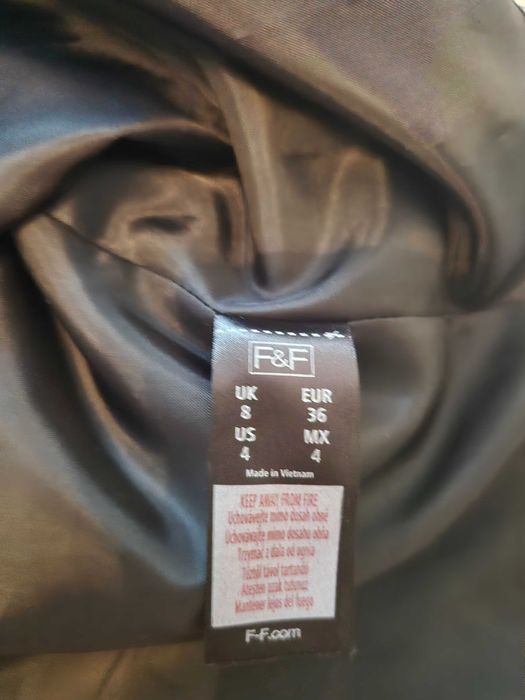 F&F
UK EUR
8 36
US MX
4 4
Made in Vietnam
KEEP AWAY FROM FIRE
Uchovávejte mimo dosah ohně
Uchovávajte mimo dosahu ohňa
Trzymać z dala od ognia
Tűztől távol tartandó
Ateşten uzak tutunuz
Mantener lejos del fuego
F-F.com